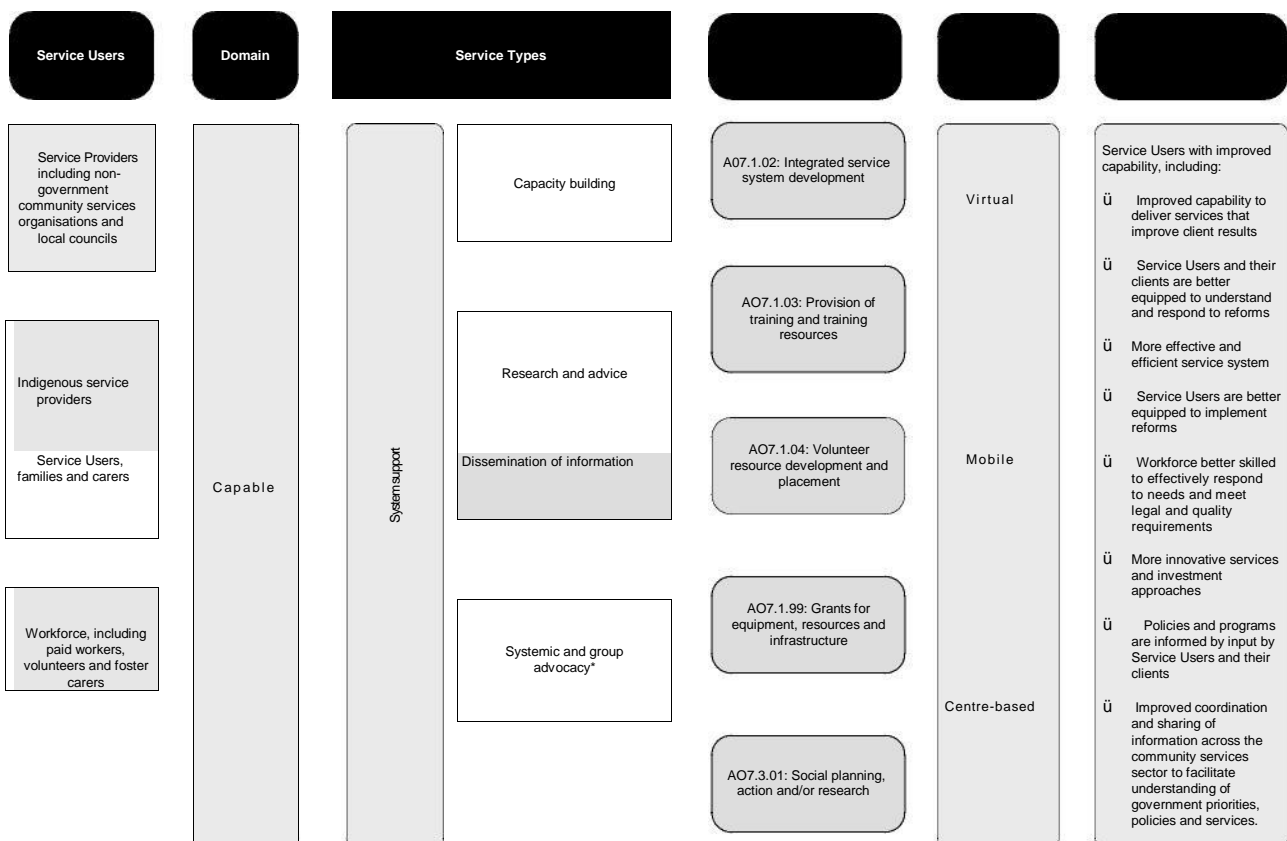 Service Users
Domain
Service Types
Service Providers
including non-
government
community services
organisations and
local councils
Indigenous service
providers
Service Users,
families and carers
Workforce, including
paid workers,
volunteers and foster
carers
Capable
System support
Capacity building
Research and advice
Dissemination of information
Systemic and group
advocacy*
A07.1.02: Integrated service
system development
AO7.1.03: Provision of
training and training
resources
AO7.1.04: Volunteer
resource development and
placement
AO7.1.99: Grants for
equipment, resources and
infrastructure
AO7.3.01: Social planning,
action and/or research
Virtual
Mobile
Centre-based
Service Users with improved
capability, including:
ü Improved capability to
deliver services that
improve client results
ü Service Users and their
clients are better
equipped to understand
and respond to reforms
ü More effective and
efficient service system
ü Service Users are better
equipped to implement
reforms
ü Workforce better skilled
to effectively respond
to needs and meet
legal and quality
requirements
ü More innovative services
and investment
approaches
ü Policies and programs
are informed by input by
Service Users and their
clients
ü Improved coordination
and sharing of
information across the
community services
sector to facilitate
understanding of
government priorities,
policies and services.